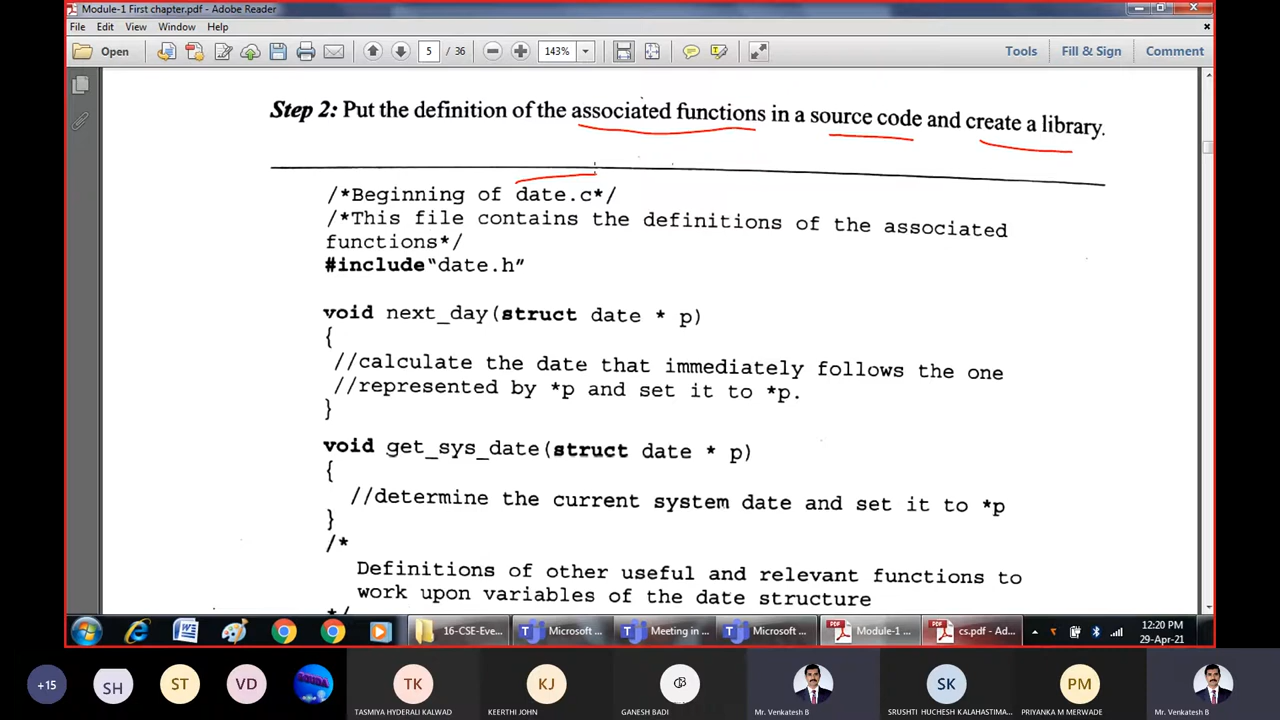 Module-1 First chapter.pdf - Adobe Reader
File Edit View Window Help
Open 5 / 36 143% Tools Fill & Sign Comment
Step 2: Put the definition of the associated functions in a source code and create a library.
/*Beginning of date.c*/
/*This file contains the definitions of the associated
functions*/
#include"date.h"
void next_day(struct date * p)
{
//calculate the date that immediately follows the one
//represented by *p and set it to *p.
}
void get_sys_date(struct date * p)
{
//determine the current system date and set it to *p
}
/*
Definitions of other useful and relevant functions to
work upon variables of the date structure
*/
16-CSE-Eve... Microsoft ... Meeting in ... Microsoft ... Module-1 ... cs.pdf - Ad...
12:20 PM
29-Apr-21
+15 SH ST VD TK KJ SK PM
TASMIYA HYDERALI KALWAD KEERTHI JOHN GANESH BADI Mr. Venkatesh B SRUSHTI HUCHESH KALAHASTIMA... PRIYANKA M MERWADE Mr. Venkatesh B